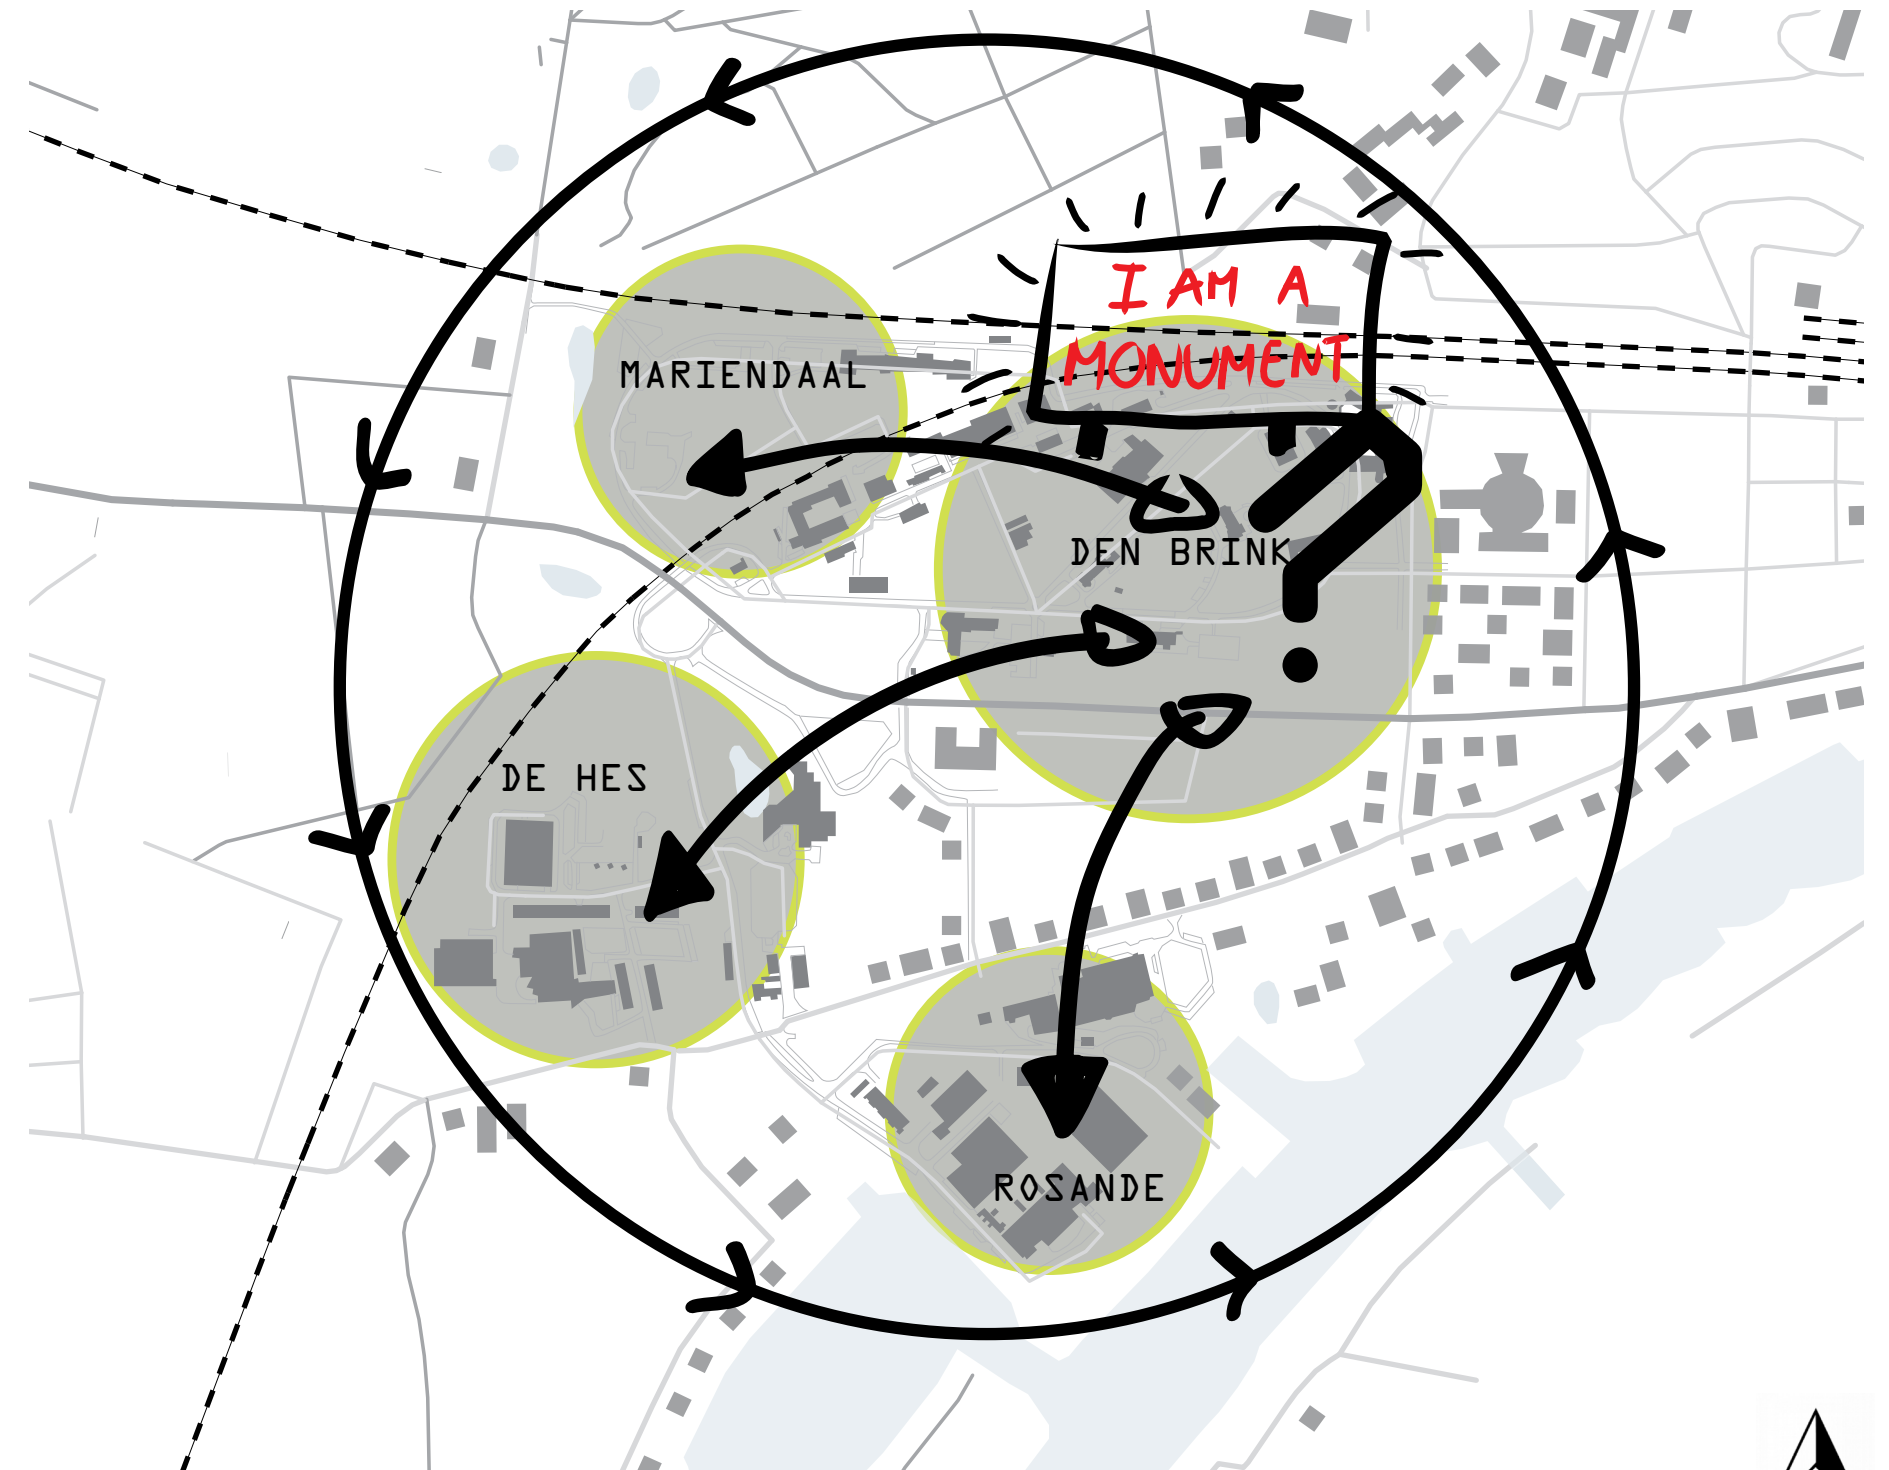 I AM A
MONUMENT
MARIENDAAL
DEN BRINK
?
DE HES
ROSANDE